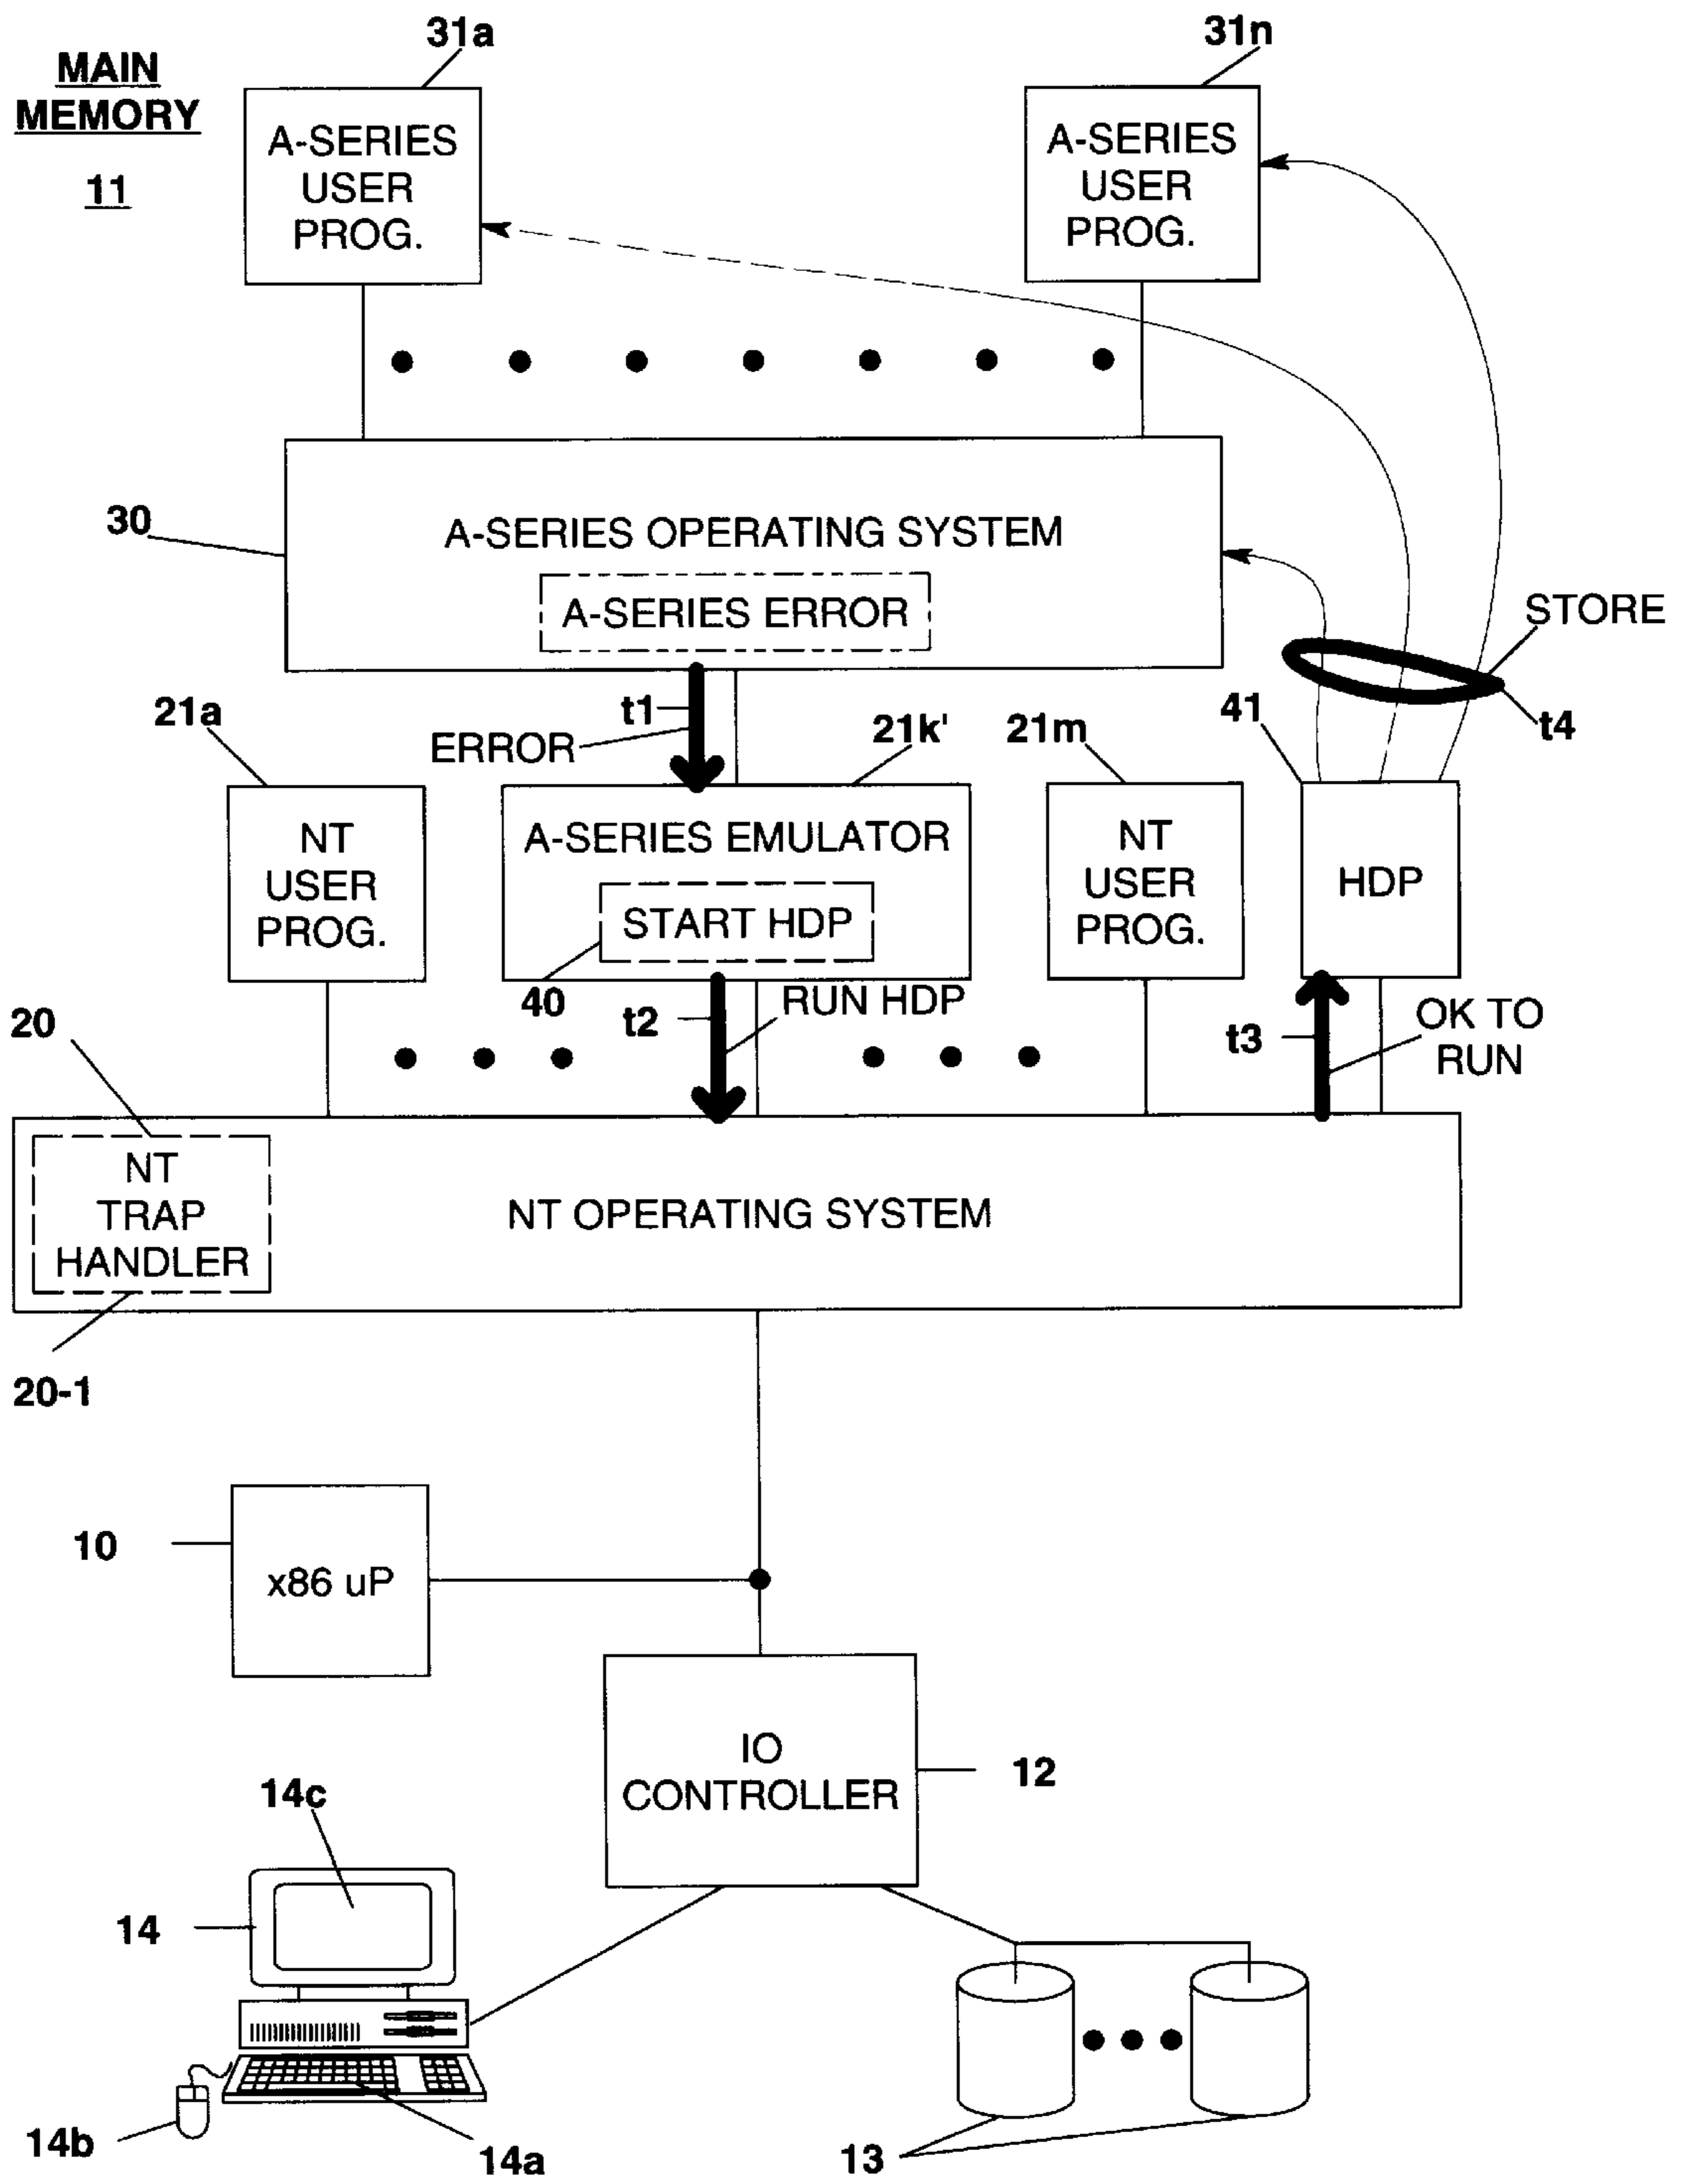 MAIN
MEMORY
11
31a
31n
A-SERIES
USER
PROG.
A-SERIES
USER
PROG.
30
A-SERIES OPERATING SYSTEM
A-SERIES ERROR
STORE
t4
t1
ERROR
21a
21k'
21m
41
NT
USER
PROG.
A-SERIES EMULATOR
START HDP
NT
USER
PROG.
HDP
40
t2
RUN HDP
t3
OK TO
RUN
20
NT
TRAP
HANDLER
NT OPERATING SYSTEM
20-1
10
x86 uP
IO
CONTROLLER
12
14c
14
14b
14a
13